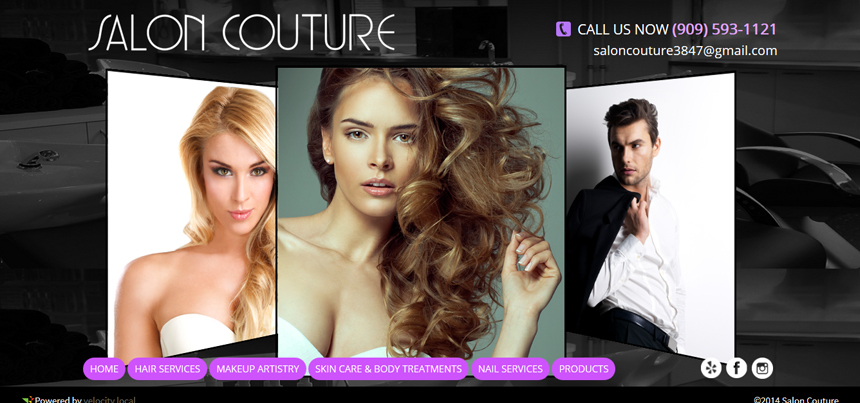 SALON COUTURE
CALL US NOW (909) 593-1121
saloncouture3847@gmail.com
HOME
HAIR SERVICES
MAKEUP ARTISTRY
SKIN CARE & BODY TREATMENTS
NAIL SERVICES
PRODUCTS
Powered by velocity local
©2014 Salon Couture